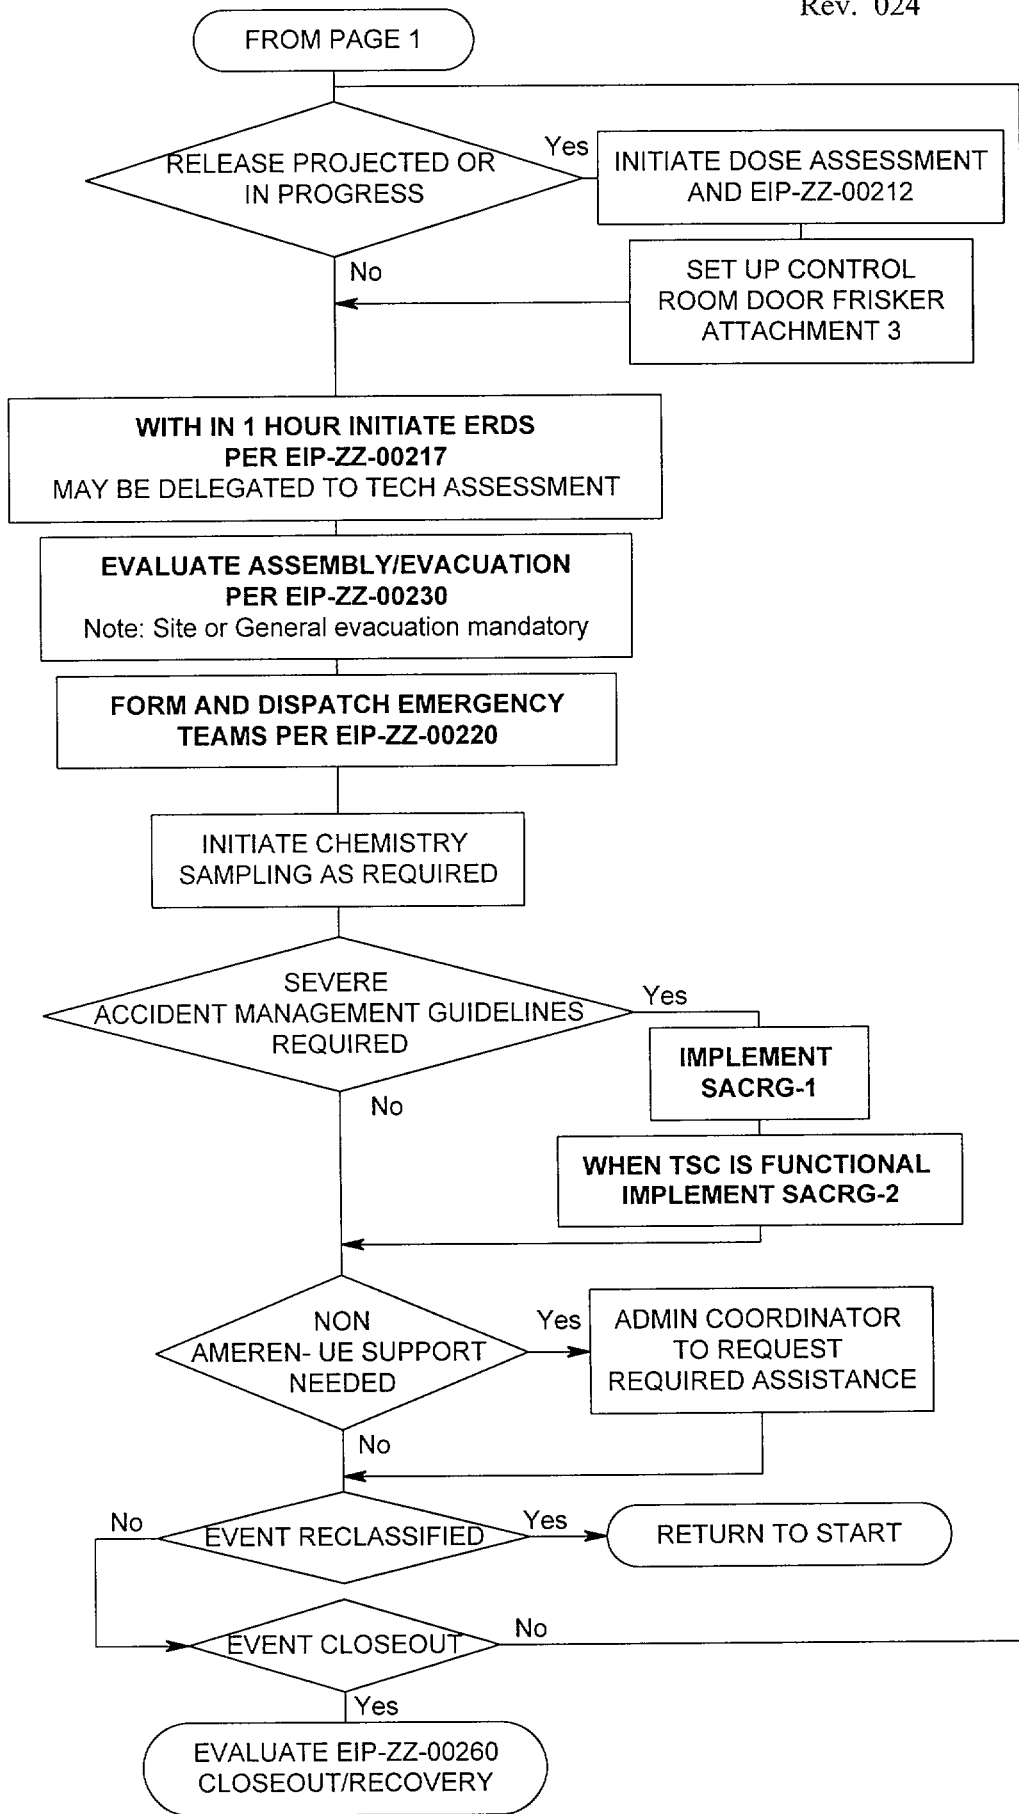 Rev. 024
FROM PAGE 1
RELEASE PROJECTED OR
IN PROGRESS
Yes
INITIATE DOSE ASSESSMENT
AND EIP-ZZ-00212
No
SET UP CONTROL
ROOM DOOR FRISKER
ATTACHMENT 3
WITH IN 1 HOUR INITIATE ERDS
PER EIP-ZZ-00217
MAY BE DELEGATED TO TECH ASSESSMENT
EVALUATE ASSEMBLY/EVACUATION
PER EIP-ZZ-00230
Note: Site or General evacuation mandatory
FORM AND DISPATCH EMERGENCY
TEAMS PER EIP-ZZ-00220
INITIATE CHEMISTRY
SAMPLING AS REQUIRED
SEVERE
ACCIDENT MANAGEMENT GUIDELINES
REQUIRED
Yes
No
IMPLEMENT
SACRG-1
WHEN TSC IS FUNCTIONAL
IMPLEMENT SACRG-2
NON
AMEREN- UE SUPPORT
NEEDED
Yes
ADMIN COORDINATOR
TO REQUEST
REQUIRED ASSISTANCE
No
No
EVENT RECLASSIFIED
Yes
RETURN TO START
EVENT CLOSEOUT
No
Yes
EVALUATE EIP-ZZ-00260
CLOSEOUT/RECOVERY